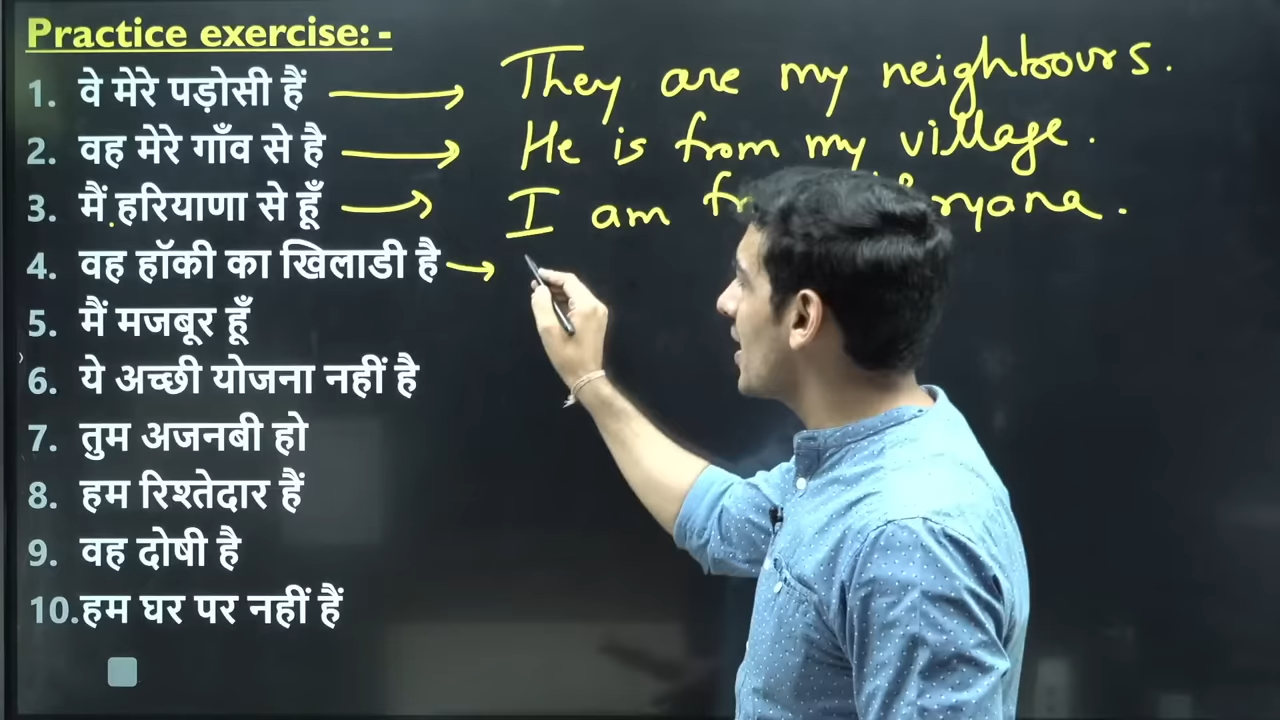 Practice exercise: -
1. वे मेरे पड़ोसी हैं → They are my neighbours.
2. वह मेरे गाँव से है → He is from my village.
3. मैं हरियाणा से हूँ → I am
4. वह हॉकी का खिलाडी है →
5. मैं मजबूर हूँ
6. ये अच्छी योजना नहीं है
7. तुम अजनबी हो
8. हम रिश्तेदार हैं
9. वह दोषी है
10. हम घर पर नहीं हैं